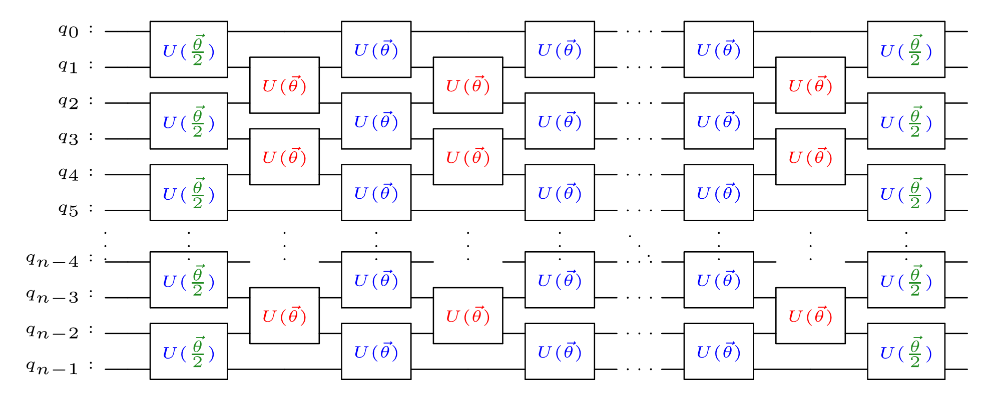 q₀ : U(θ⃗/2) U(θ⃗) U(θ⃗) ··· U(θ⃗) U(θ⃗/2)
q₁ : U(θ⃗) U(θ⃗) ··· U(θ⃗)
q₂ : U(θ⃗/2) U(θ⃗) U(θ⃗) ··· U(θ⃗) U(θ⃗/2)
q₃ : U(θ⃗) U(θ⃗) ··· U(θ⃗)
q₄ : U(θ⃗/2) U(θ⃗) U(θ⃗) ··· U(θ⃗) U(θ⃗/2)
q₅ : ···
qₙ₋₄ : U(θ⃗/2) U(θ⃗) U(θ⃗) ··· U(θ⃗) U(θ⃗/2)
qₙ₋₃ : U(θ⃗) U(θ⃗) ··· U(θ⃗)
qₙ₋₂ : U(θ⃗/2) U(θ⃗) U(θ⃗) ··· U(θ⃗) U(θ⃗/2)
qₙ₋₁ : ···